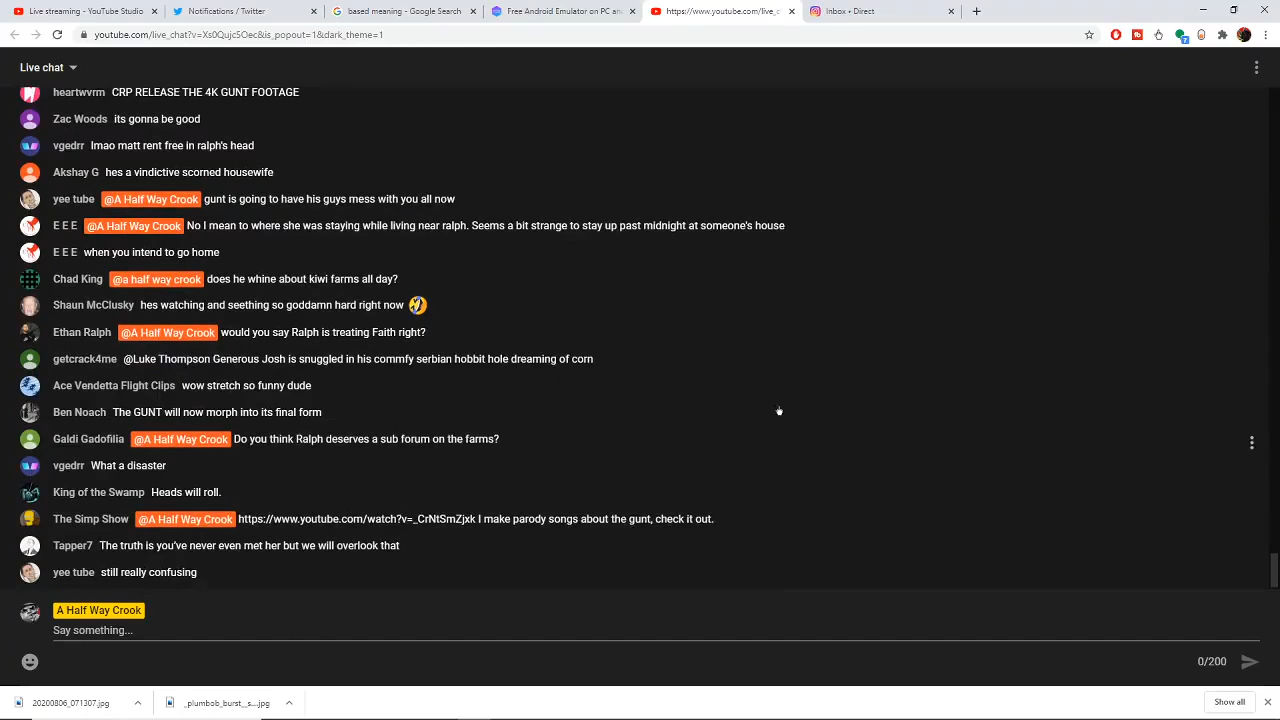 Live streaming - YouTube Studio
Notifications / Twitter
based meaning - Google Search
Free Android Emulator on PC and
https://www.youtube.com/live_c
Inbox • Direct
youtube.com/live_chat?v=Xs0Qujc5Oec&is_popout=1&dark_theme=1
Live chat
heartwvrm CRP RELEASE THE 4K GUNT FOOTAGE
Zac Woods its gonna be good
vgedrr lmao matt rent free in ralph's head
Akshay G hes a vindictive scorned housewife
yee tube @A Half Way Crook gunt is going to have his guys mess with you all now
E E E @A Half Way Crook No I mean to where she was staying while living near ralph. Seems a bit strange to stay up past midnight at someone's house
E E E when you intend to go home
Chad King @a half way crook does he whine about kiwi farms all day?
Shaun McClusky hes watching and seething so goddamn hard right now 🤣
Ethan Ralph @A Half Way Crook would you say Ralph is treating Faith right?
getcrack4me @Luke Thompson Generous Josh is snuggled in his commfy serbian hobbit hole dreaming of corn
Ace Vendetta Flight Clips wow stretch so funny dude
Ben Noach The GUNT will now morph into its final form
Galdi Gadofilia @A Half Way Crook Do you think Ralph deserves a sub forum on the farms?
vgedrr What a disaster
King of the Swamp Heads will roll.
The Simp Show @A Half Way Crook https://www.youtube.com/watch?v=_CrNtSmZjxk I make parody songs about the gunt, check it out.
Tapper7 The truth is you've never even met her but we will overlook that
yee tube still really confusing
A Half Way Crook
Say something...
0/200
20200806_071307.jpg
_plumbob_burst__s....jpg
Show all